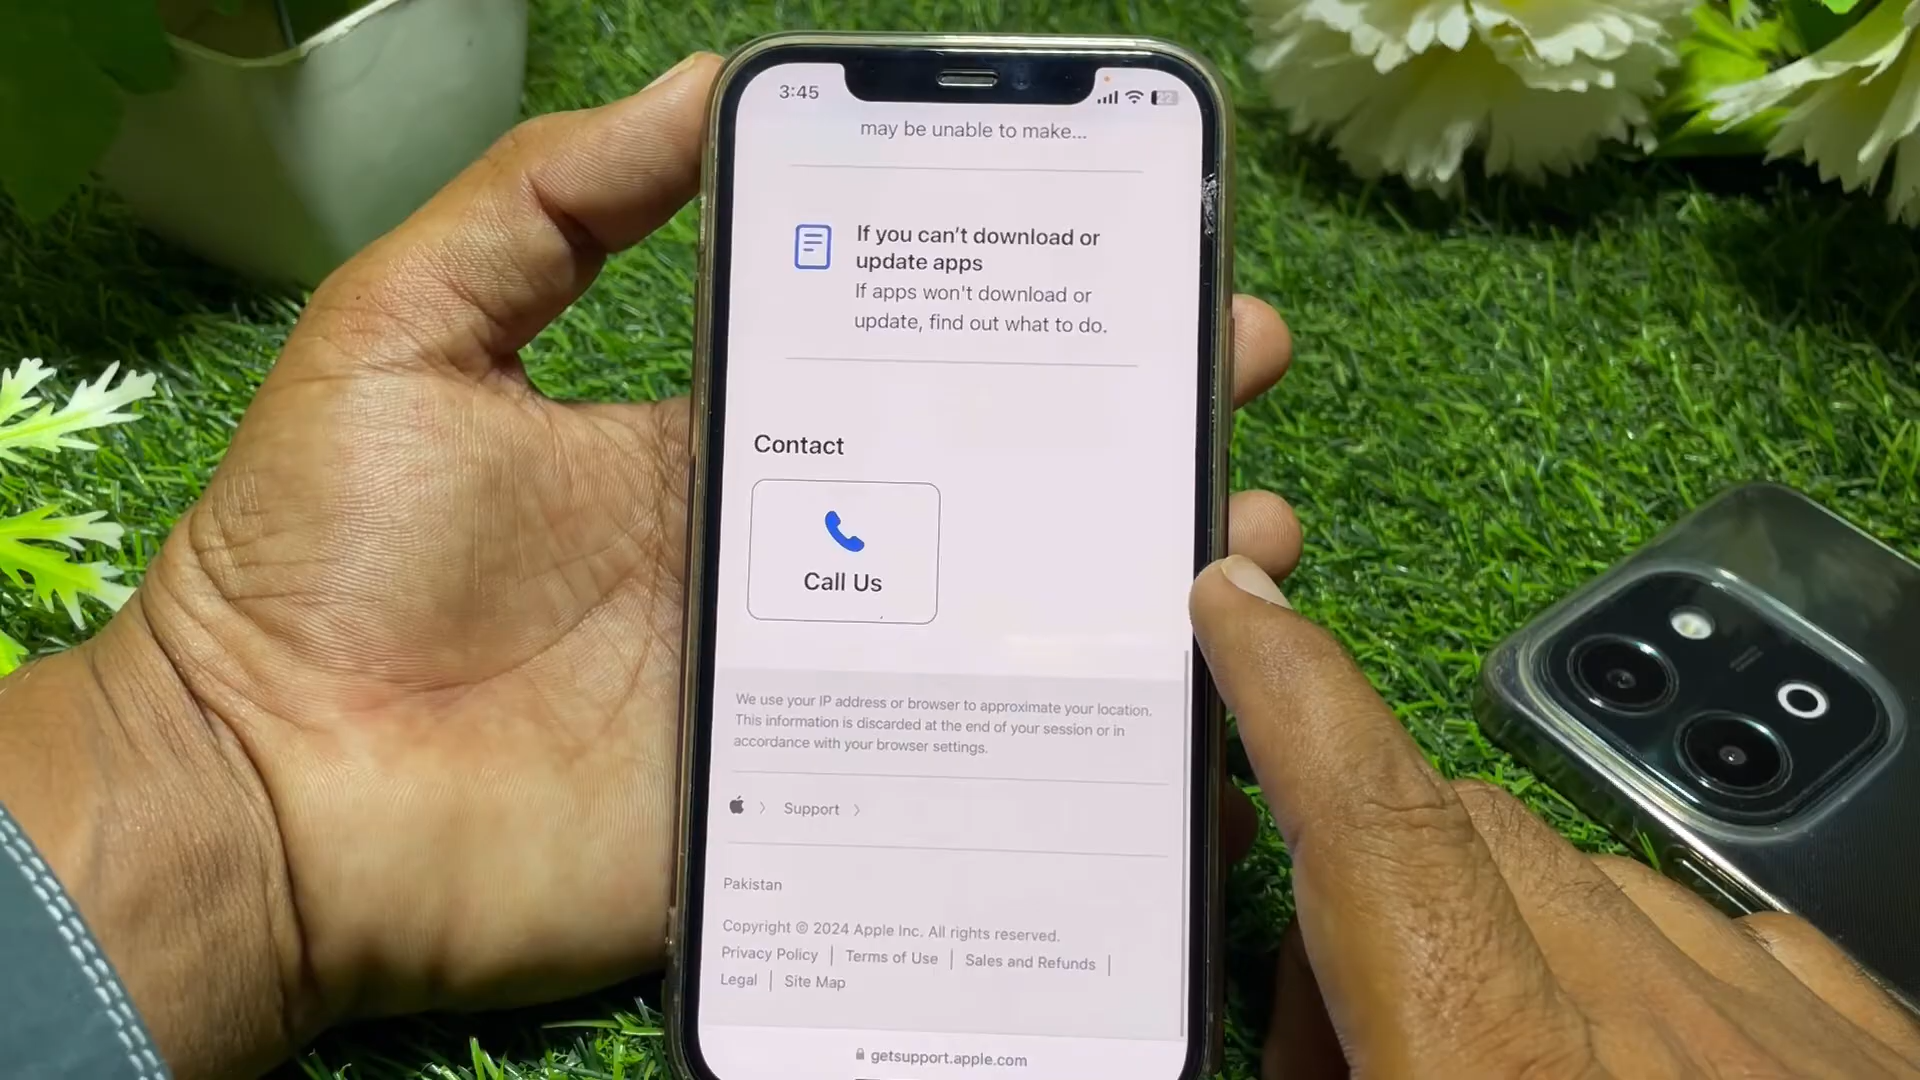 3:45
22
may be unable to make...
If you can't download or
update apps
If apps won't download or
update, find out what to do.
Contact
Call Us
We use your IP address or browser to approximate your location.
This information is discarded at the end of your session or in
accordance with your browser settings.
Support
Pakistan
Copyright © 2024 Apple Inc. All rights reserved.
Privacy Policy | Terms of Use | Sales and Refunds |
Legal | Site Map
getsupport.apple.com